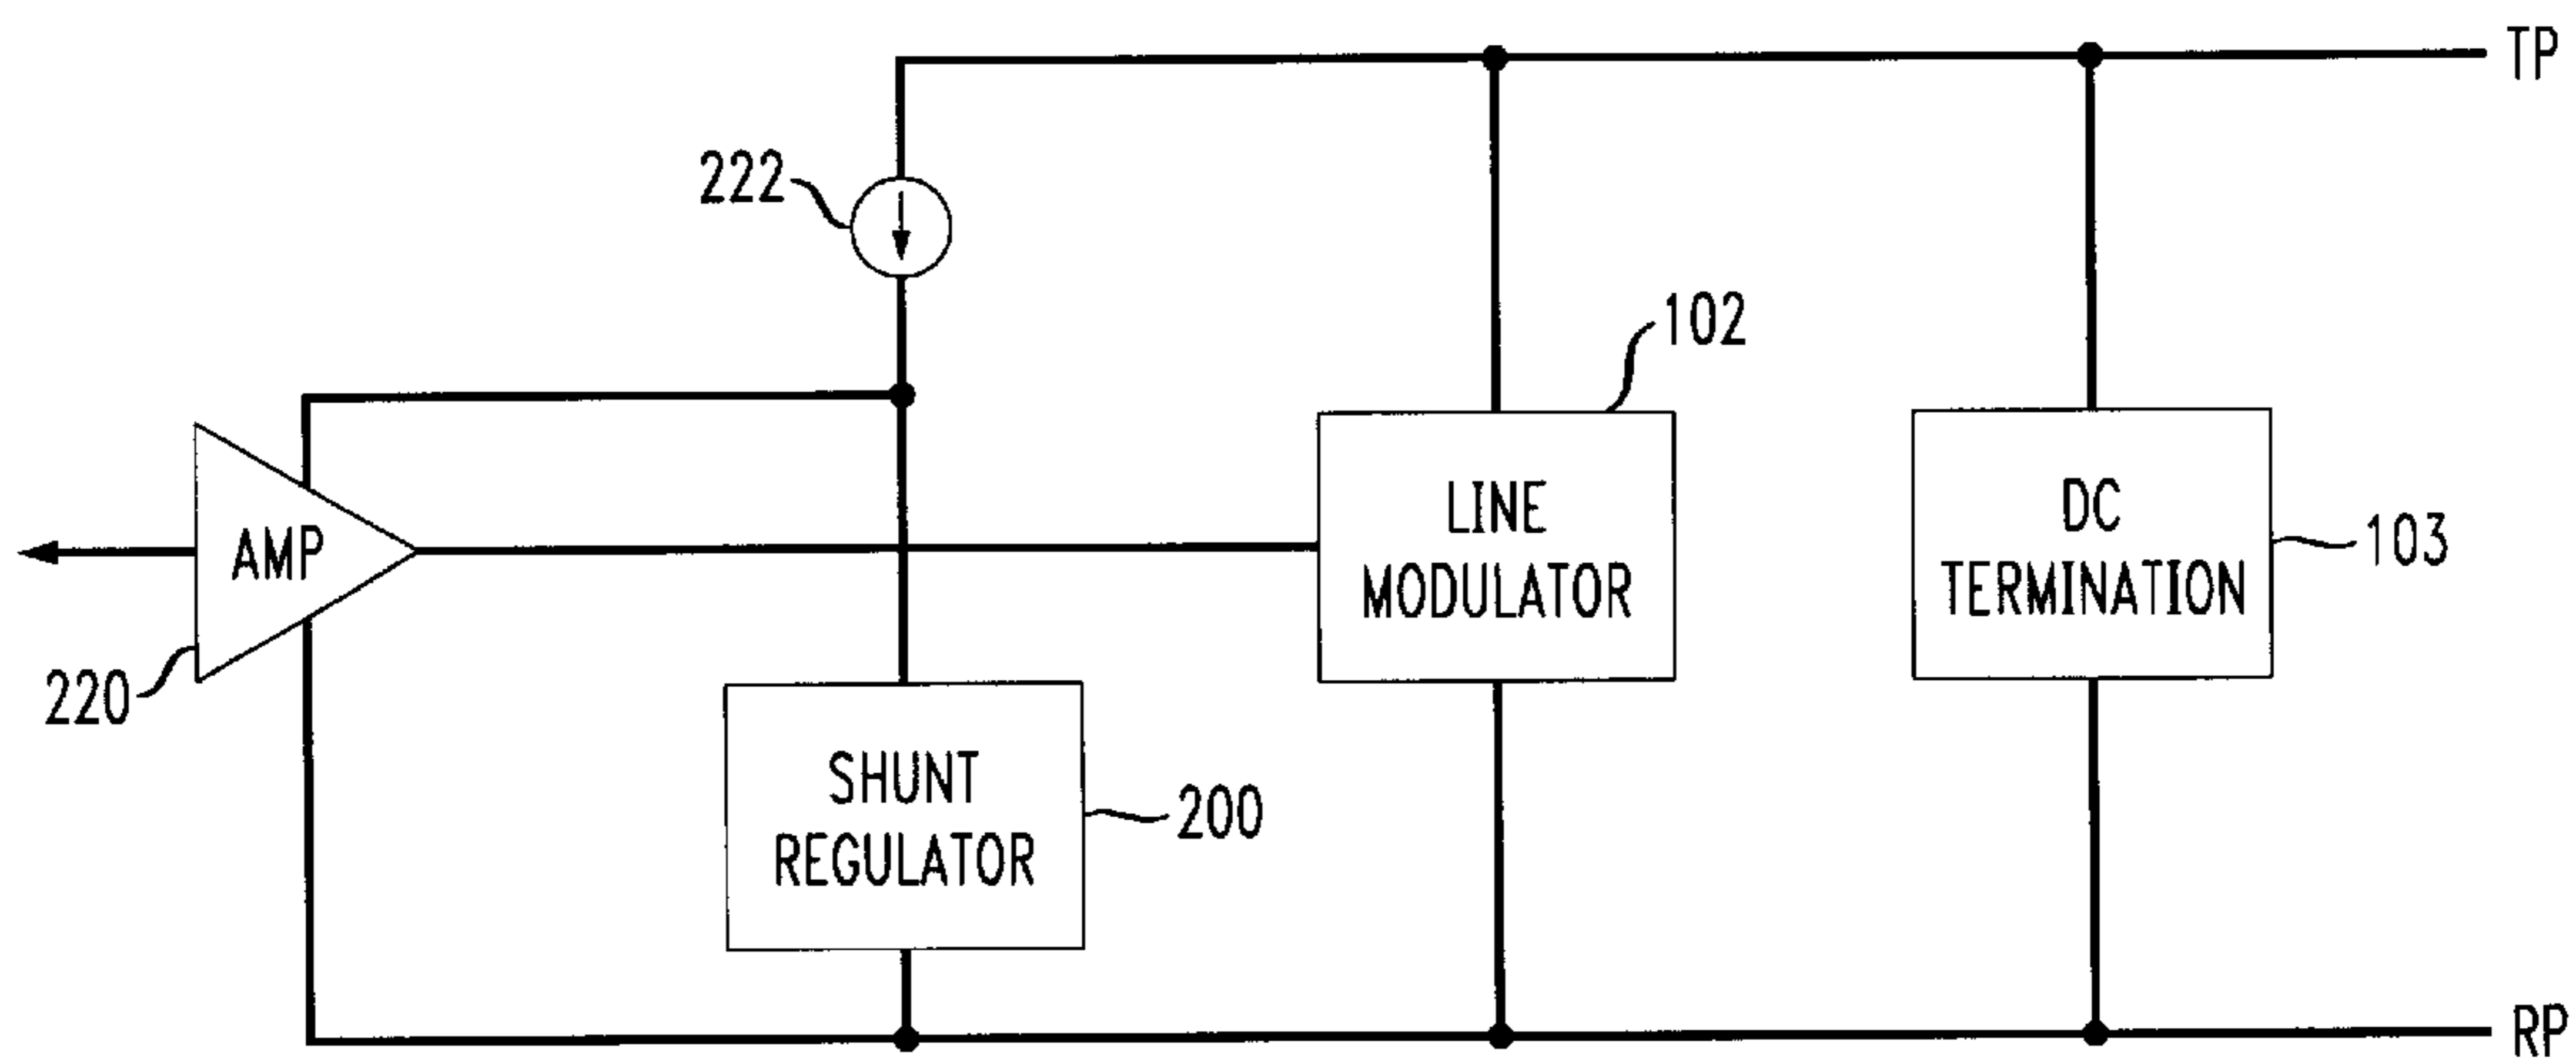 TP
222
102
LINE
MODULATOR
DC
TERMINATION
103
AMP
220
SHUNT
REGULATOR
200
RP